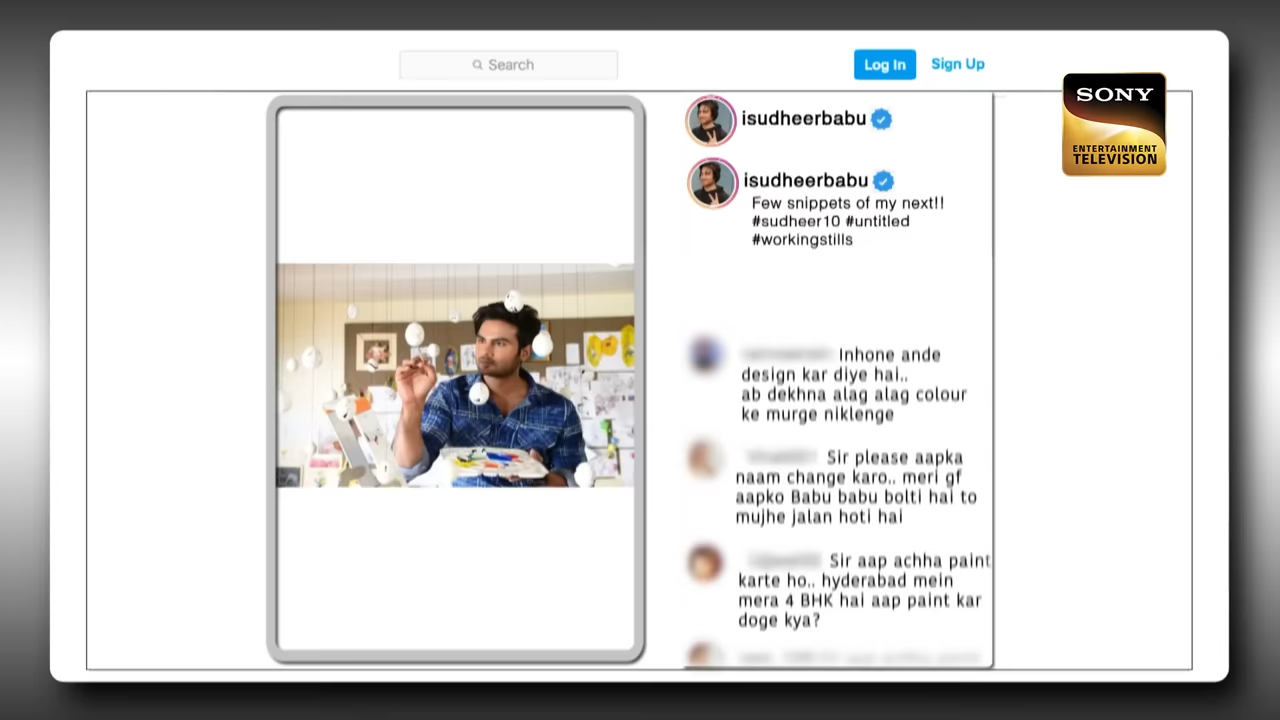 Search
Log In
Sign Up
SONY
ENTERTAINMENT
TELEVISION
isudheerbabu
isudheerbabu
Few snippets of my next!!
#sudheer10 #untitled
#workingstills
Inhone ande
design kar diye hai..
ab dekhna alag alag colour
ke murge niklenge
Sir please aapka
naam change karo.. meri gf
aapko Babu babu bolti hai to
mujhe jalan hoti hai
Sir aap achha paint
karte ho.. hyderabad mein
mera 4 BHK hai aap paint kar
doge kya?